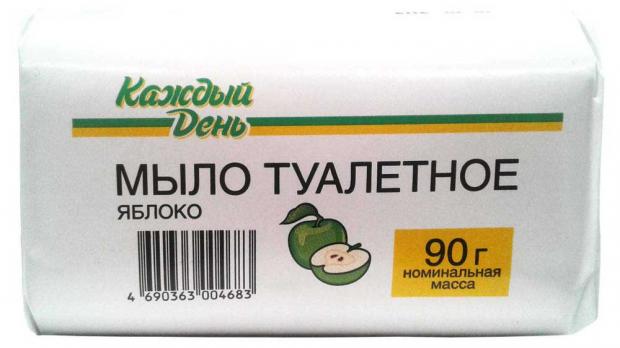 Каждый
День
МЫЛО ТУАЛЕТНОЕ
ЯБЛОКО
90 г
номинальная
масса
4 690363 004683